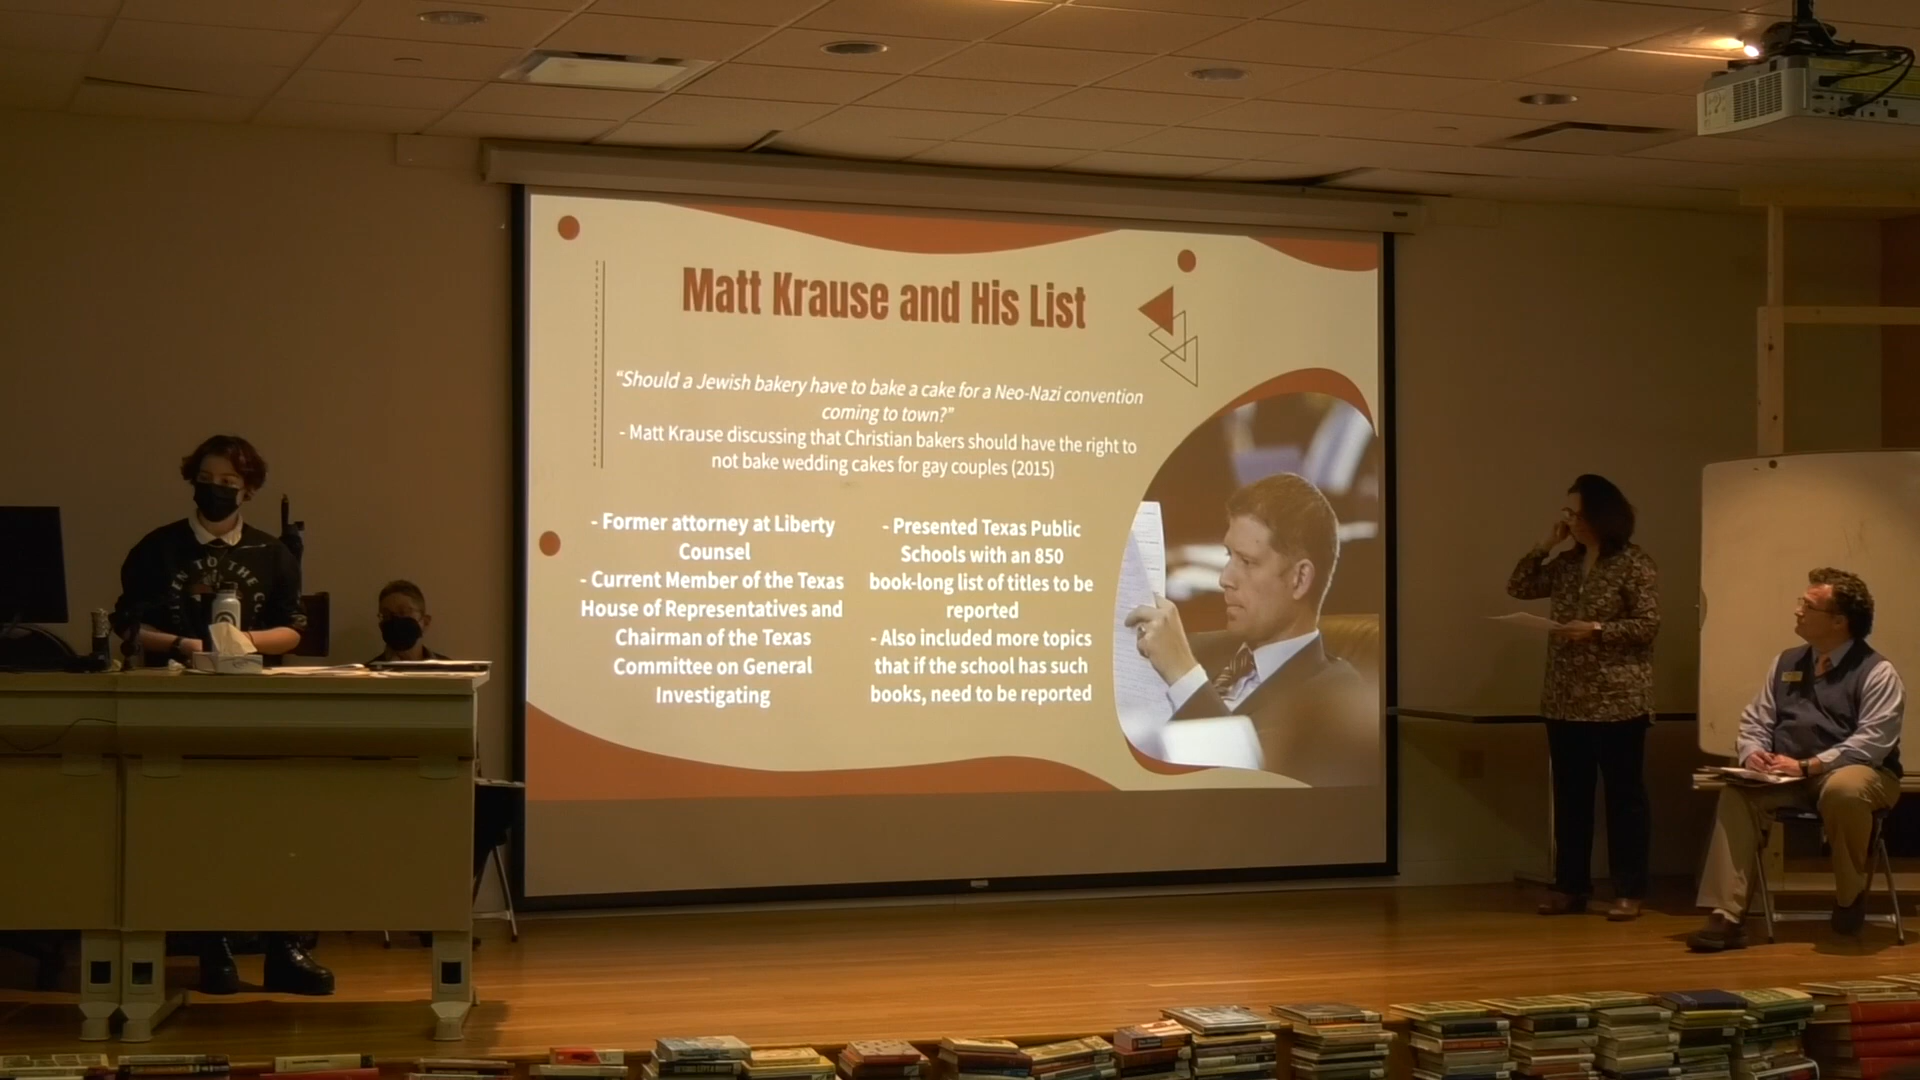 Matt Krause and His List
“Should a Jewish bakery have to bake a cake for a Neo-Nazi convention
coming to town?”
- Matt Krause discussing that Christian bakers should have the right to
not bake wedding cakes for gay couples (2015)
- Former attorney at Liberty
Counsel
- Current Member of the Texas
House of Representatives and
Chairman of the Texas
Committee on General
Investigating
- Presented Texas Public
Schools with an 850
book-long list of titles to be
reported
- Also included more topics
that if the school has such
books, need to be reported
TO THE